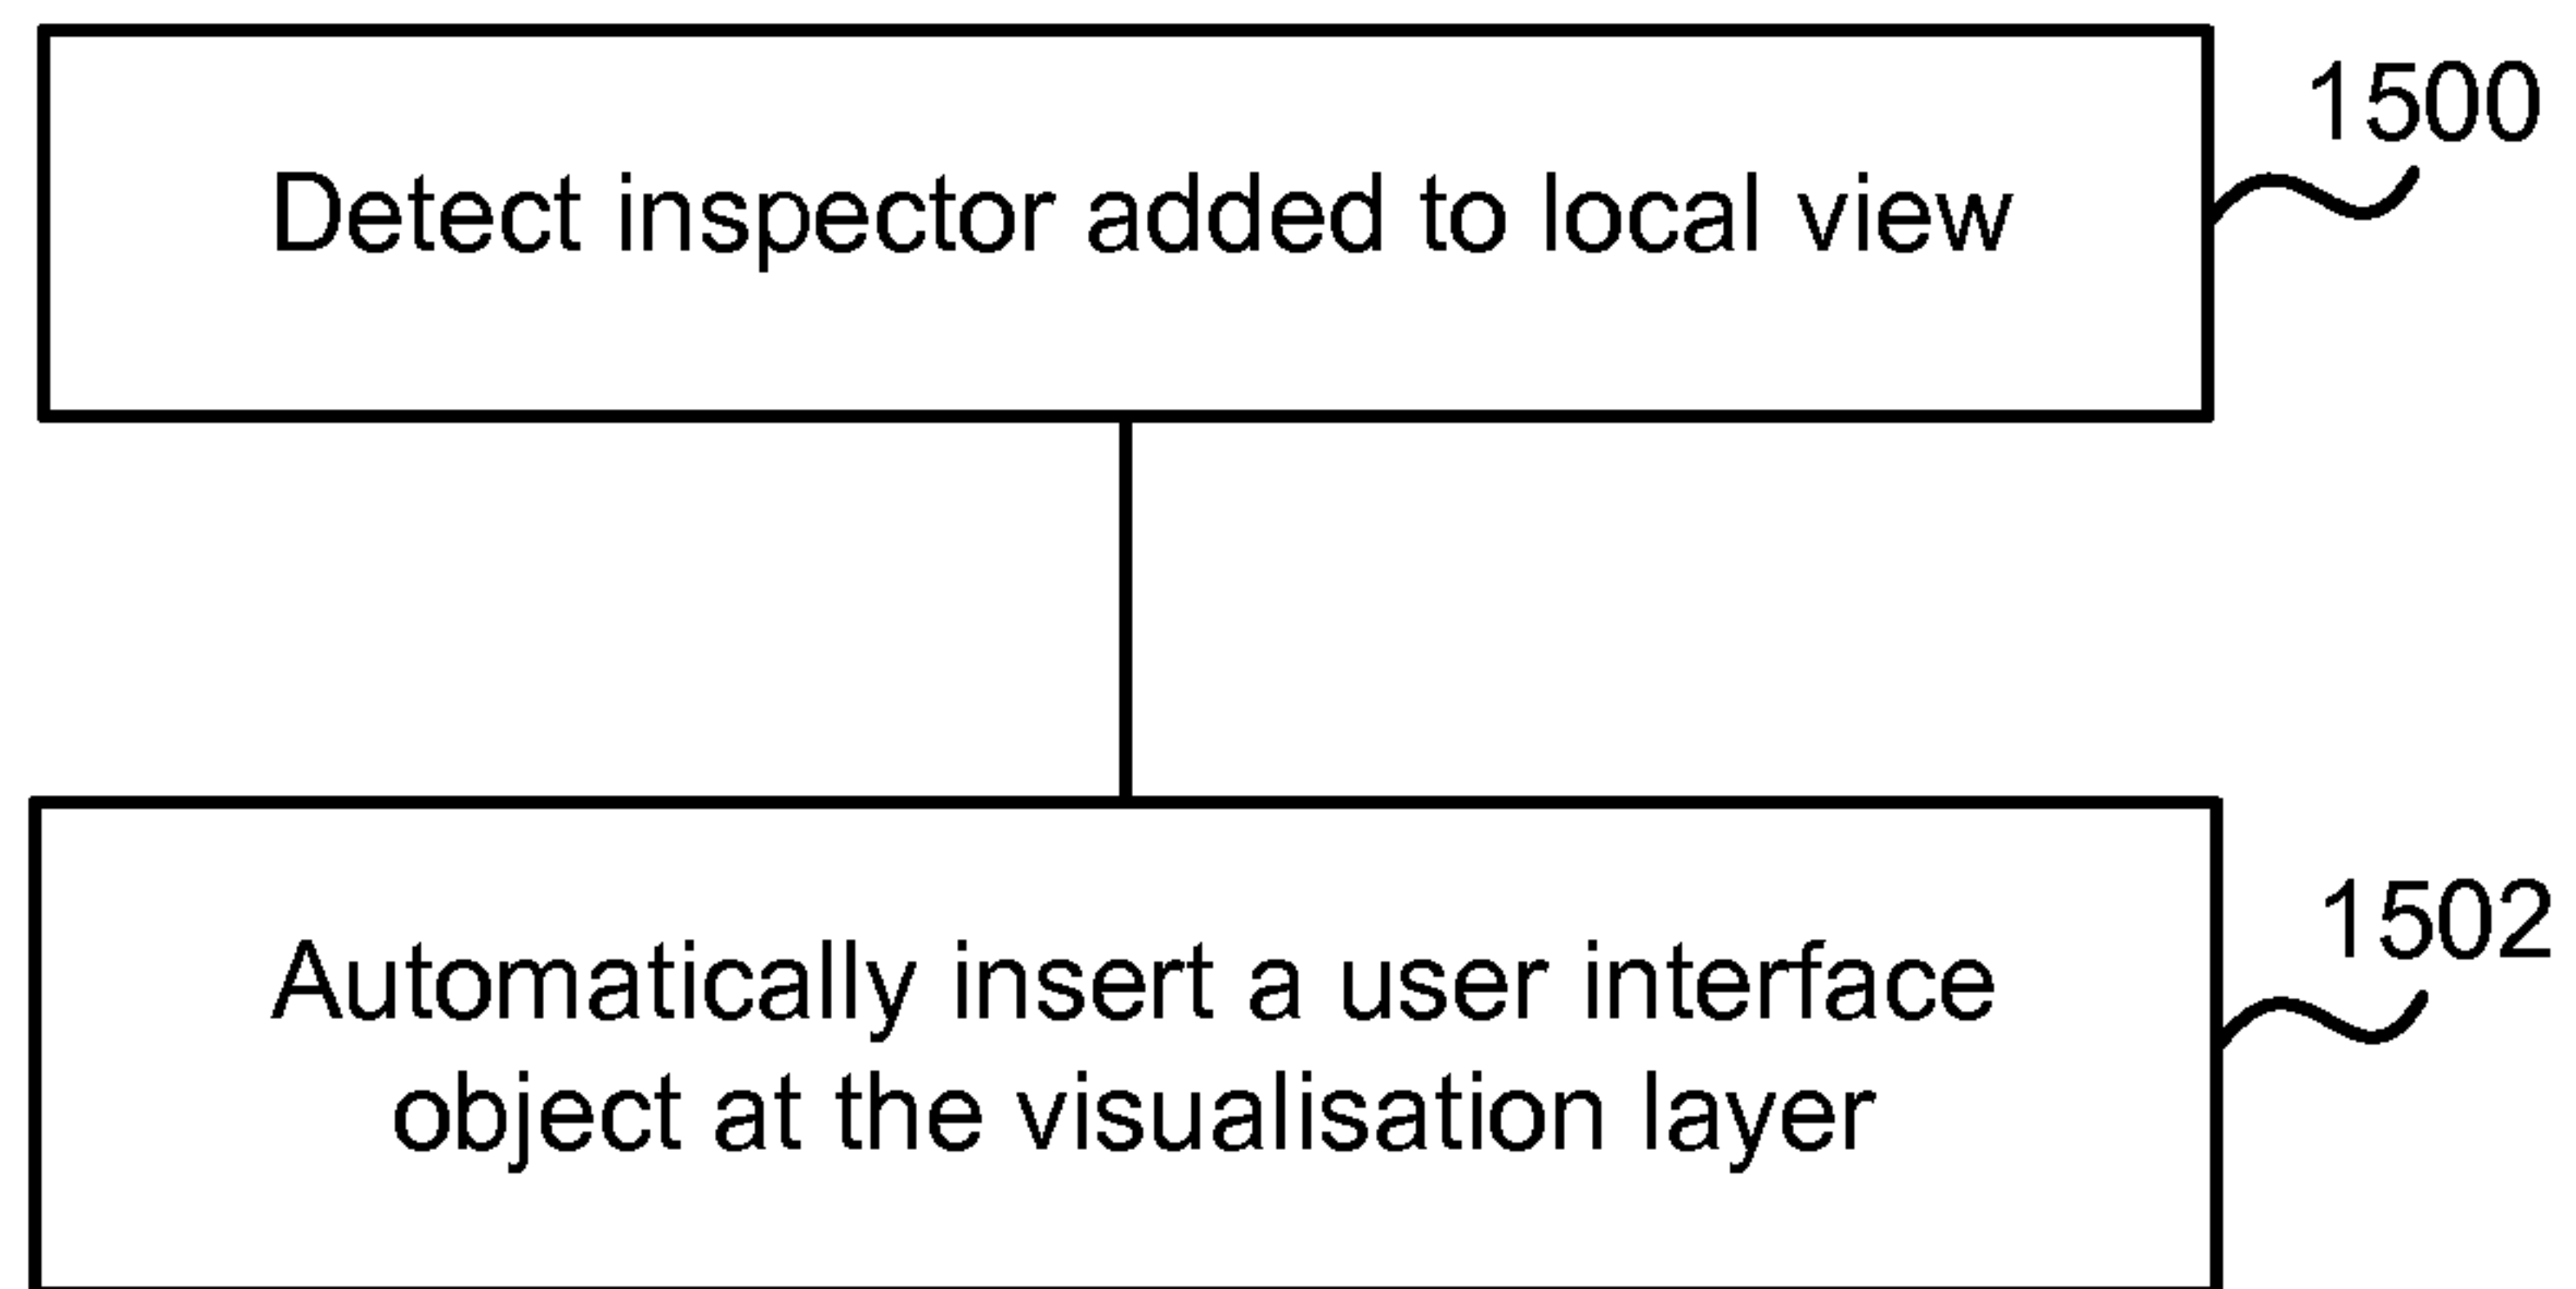 1500
Detect inspector added to local view
1502
Automatically insert a user interface
object at the visualisation layer